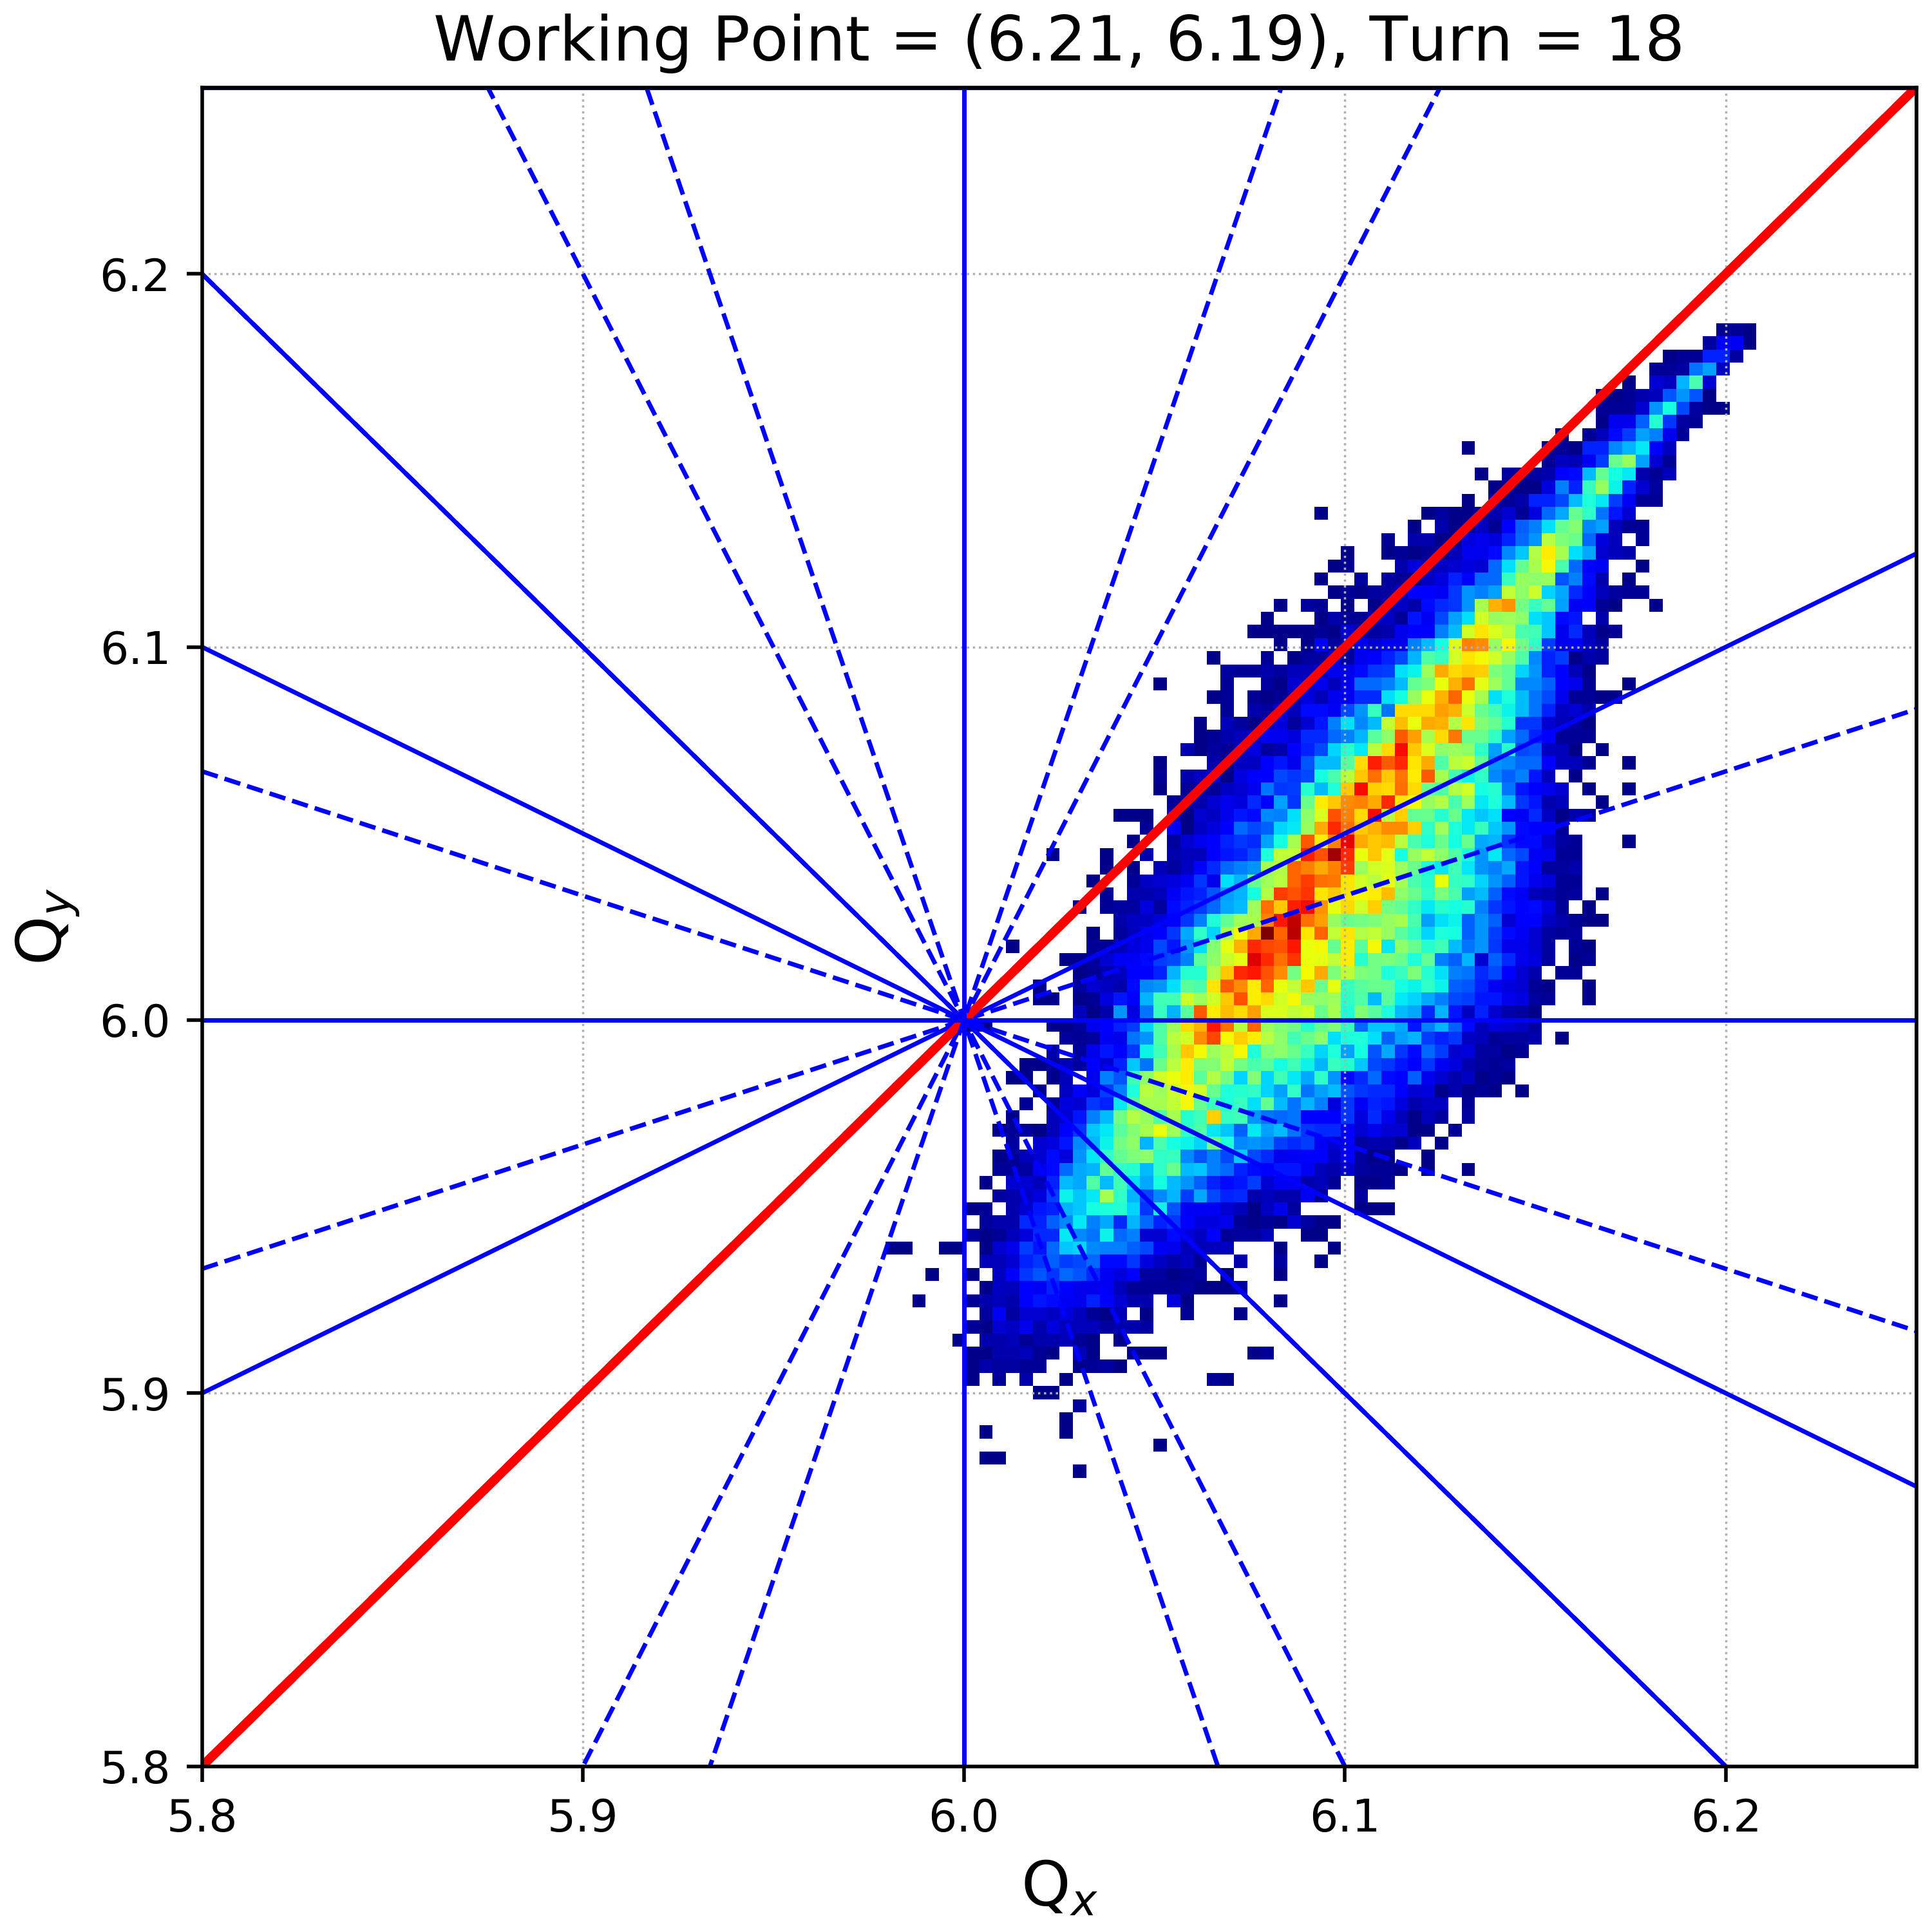 Working Point = (6.21, 6.19), Turn = 18
6.2
6.1
6.0
5.9
5.8
Qy
5.8 5.9 6.0 6.1 6.2
Qx